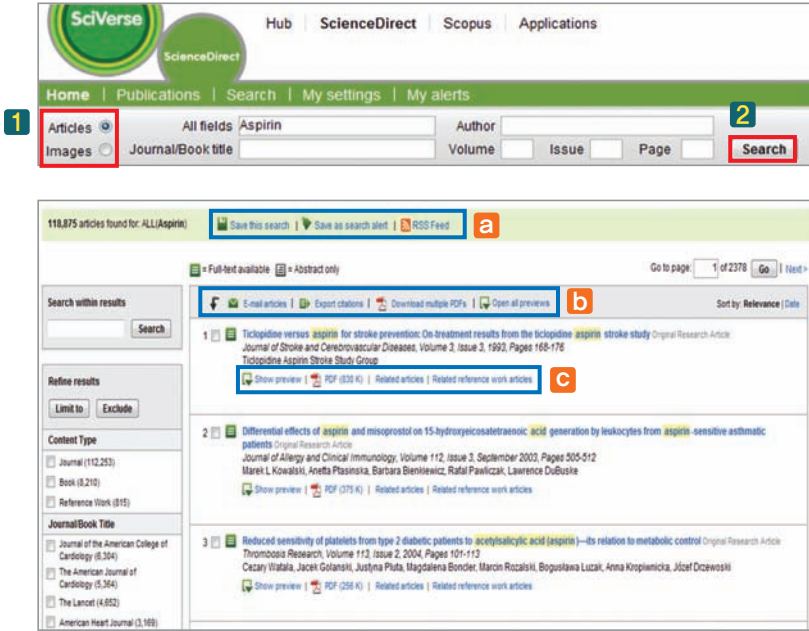 SciVerse
ScienceDirect
Hub | ScienceDirect | Scopus | Applications
Home | Publications | Search | My settings | My alerts
1
Articles All fields Aspirin Author
2
Images Journal/Book title Volume Issue Page Search
118,875 articles found for: ALL(Aspirin) Save this search | Save as search alert | RSS Feed a
= Full-text available = Abstract only Go to page: 1 of 2378 Go | Next >
Search within results
Search
E-mail articles | Export citations | Download multiple PDFs | Open all previews b Sort by: Relevance | Date
1 Ticlopidine versus aspirin for stroke prevention: On-treatment results from the ticlopidine aspirin stroke study Original Research Article
Journal of Stroke and Cerebrovascular Diseases, Volume 3, Issue 3, 1993, Pages 168-176
Ticlopidine Aspirin Stroke Study Group
Show preview | PDF (830 K) | Related articles | Related reference work articles c
Refine results
Limit to Exclude
Content Type
Journal (112,253)
Book (8,210)
Reference Work (815)
Journal/Book Title
Journal of the American College of
Cardiology (6,304)
The American Journal of
Cardiology (5,364)
The Lancet (4,652)
American Heart Journal (3,169)
2 Differential effects of aspirin and misoprostol on 15-hydroxyeicosatetraenoic acid generation by leukocytes from aspirin-sensitive asthmatic
patients Original Research Article
Journal of Allergy and Clinical Immunology, Volume 112, Issue 3, September 2003, Pages 505-512
Marek L Kowalski, Anetta Ptasinska, Barbara Bienkiewicz, Rafal Pawliczak, Lawrence DuBuske
Show preview | PDF (375 K) | Related articles | Related reference work articles
3 Reduced sensitivity of platelets from type 2 diabetic patients to acetylsalicylic acid (aspirin)—its relation to metabolic control Original Research Article
Thrombosis Research, Volume 113, Issue 2, 2004, Pages 101-113
Cezary Watala, Jacek Golanski, Justyna Pluta, Magdalena Boncler, Marcin Rozalski, Bogusława Luzak, Anna Kropiwnicka, Józef Drzewoski
Show preview | PDF (256 K) | Related articles | Related reference work articles